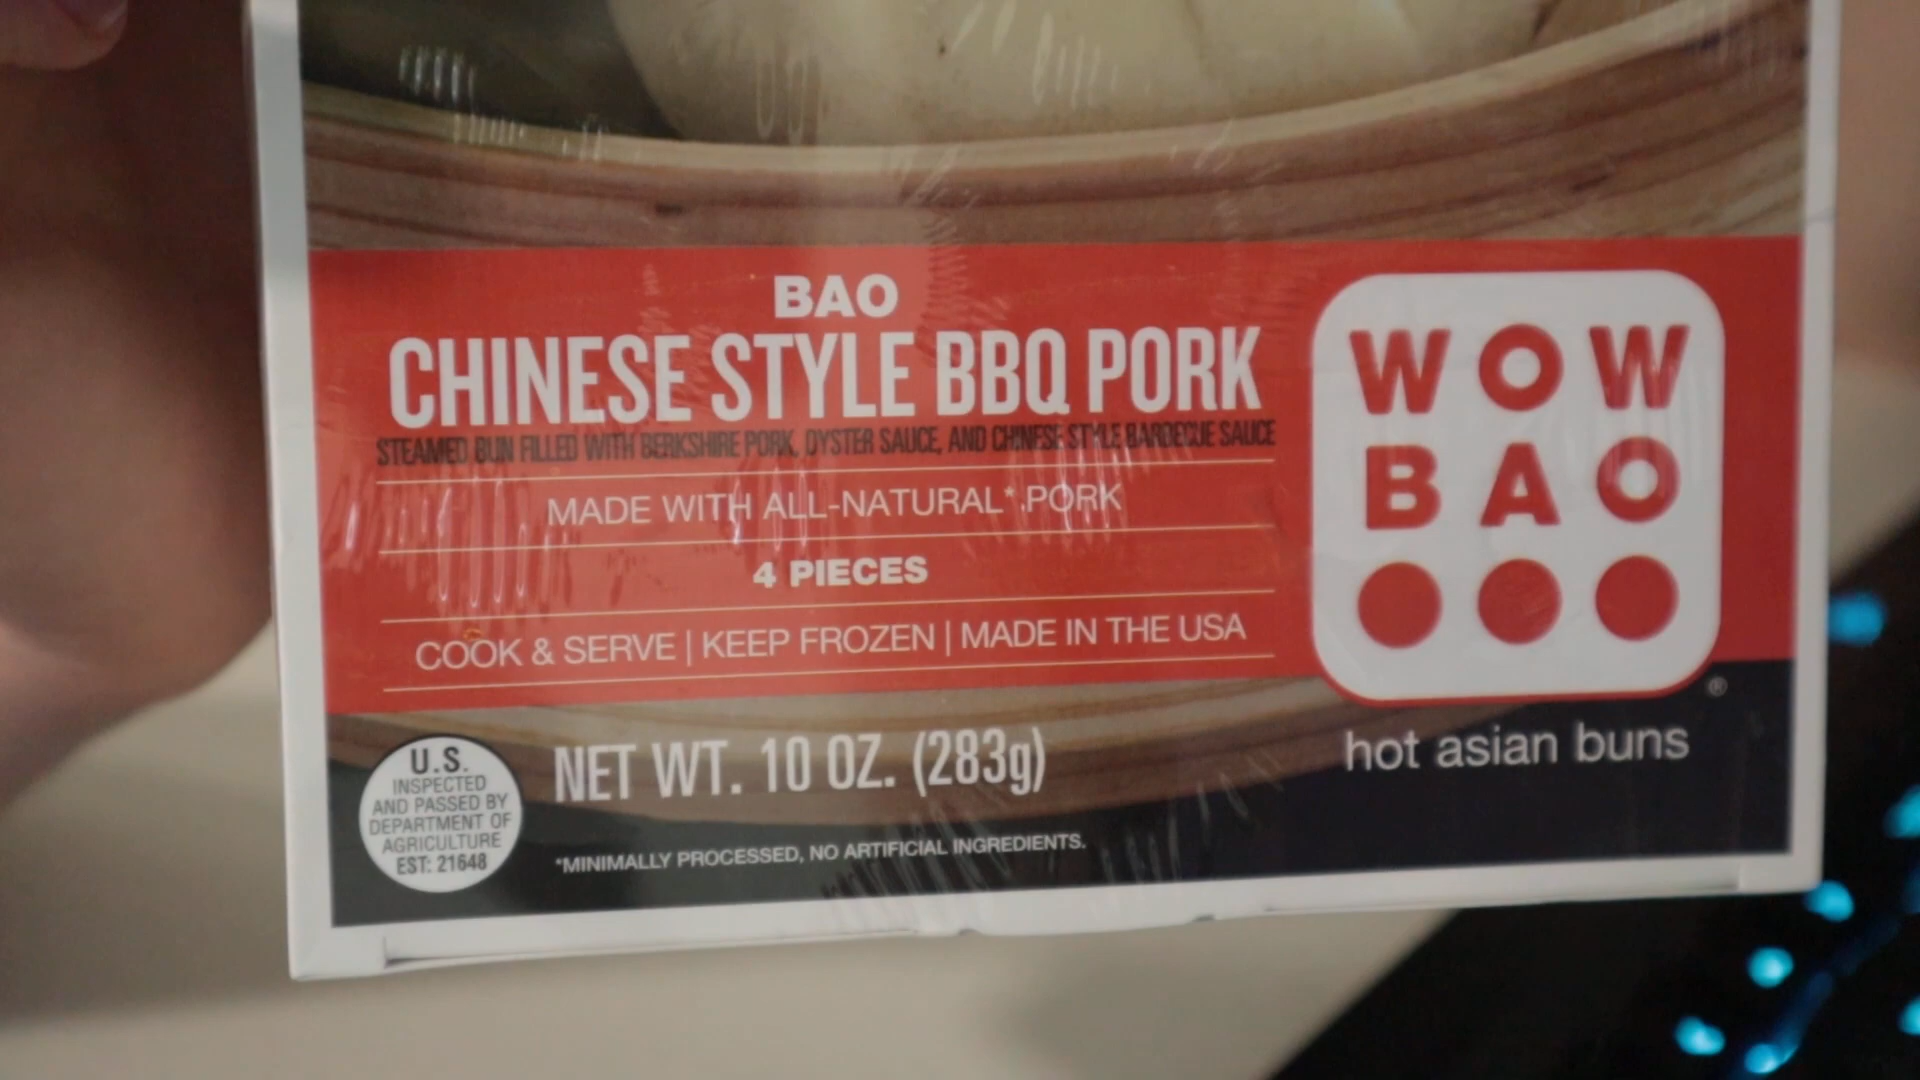 BAO
CHINESE STYLE BBQ PORK
STEAMED BUN FILLED WITH BERKSHIRE PORK, OYSTER SAUCE, AND CHINESE STYLE BARBECUE SAUCE
MADE WITH ALL-NATURAL* PORK
4 PIECES
COOK & SERVE | KEEP FROZEN | MADE IN THE USA
WOW
BAO
®
hot asian buns
U.S.
INSPECTED
AND PASSED BY
DEPARTMENT OF
AGRICULTURE
EST: 21648
NET WT. 10 OZ. (283g)
*MINIMALLY PROCESSED, NO ARTIFICIAL INGREDIENTS.